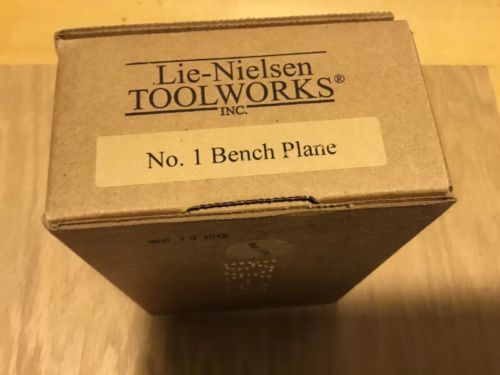 Lie-Nielsen
TOOLWORKS®
INC.
No. 1 Bench Plane